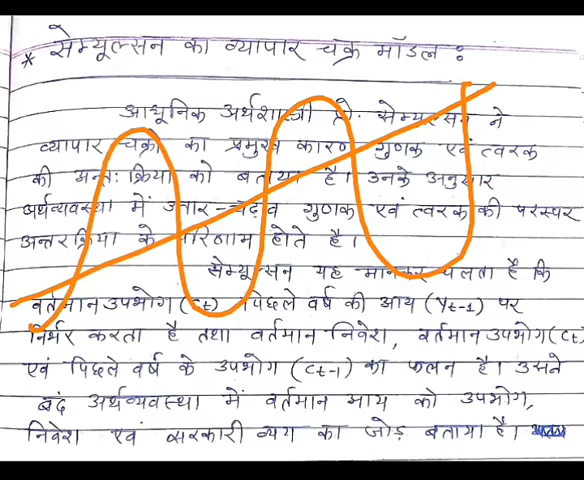 * सेम्यूल्सन का व्यापार चक्र मॉडल :
आधुनिक अर्थशास्त्री प्रो. सेम्यूल्सन ने
व्यापार चक्रो का प्रमुख कारण गुणक एवं त्वरक
की अन्तः क्रिया को बताया है। उनके अनुसार
अर्थव्यवस्था में उतार-चढ़ाव गुणक एवं त्वरक की परस्पर
अन्तरक्रिया के परिणाम होते है।
सेम्यूल्सन यह मानकर चलता है कि
वर्तमान उपभोग (Ct) पिछले वर्ष की आय (Yt-1) पर
निर्भर करता है तथा वर्तमान निवेश, वर्तमान उपभोग (Ct)
एवं पिछले वर्ष के उपभोग (Ct-1) का फलन है। उसने
बंद अर्थव्यवस्था में वर्तमान आय को उपभोग,
निवेश एवं सरकारी व्यय का जोड़ बताया है।